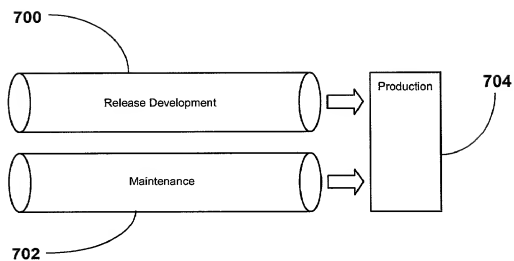 700
Release Development
Production
704
Maintenance
702